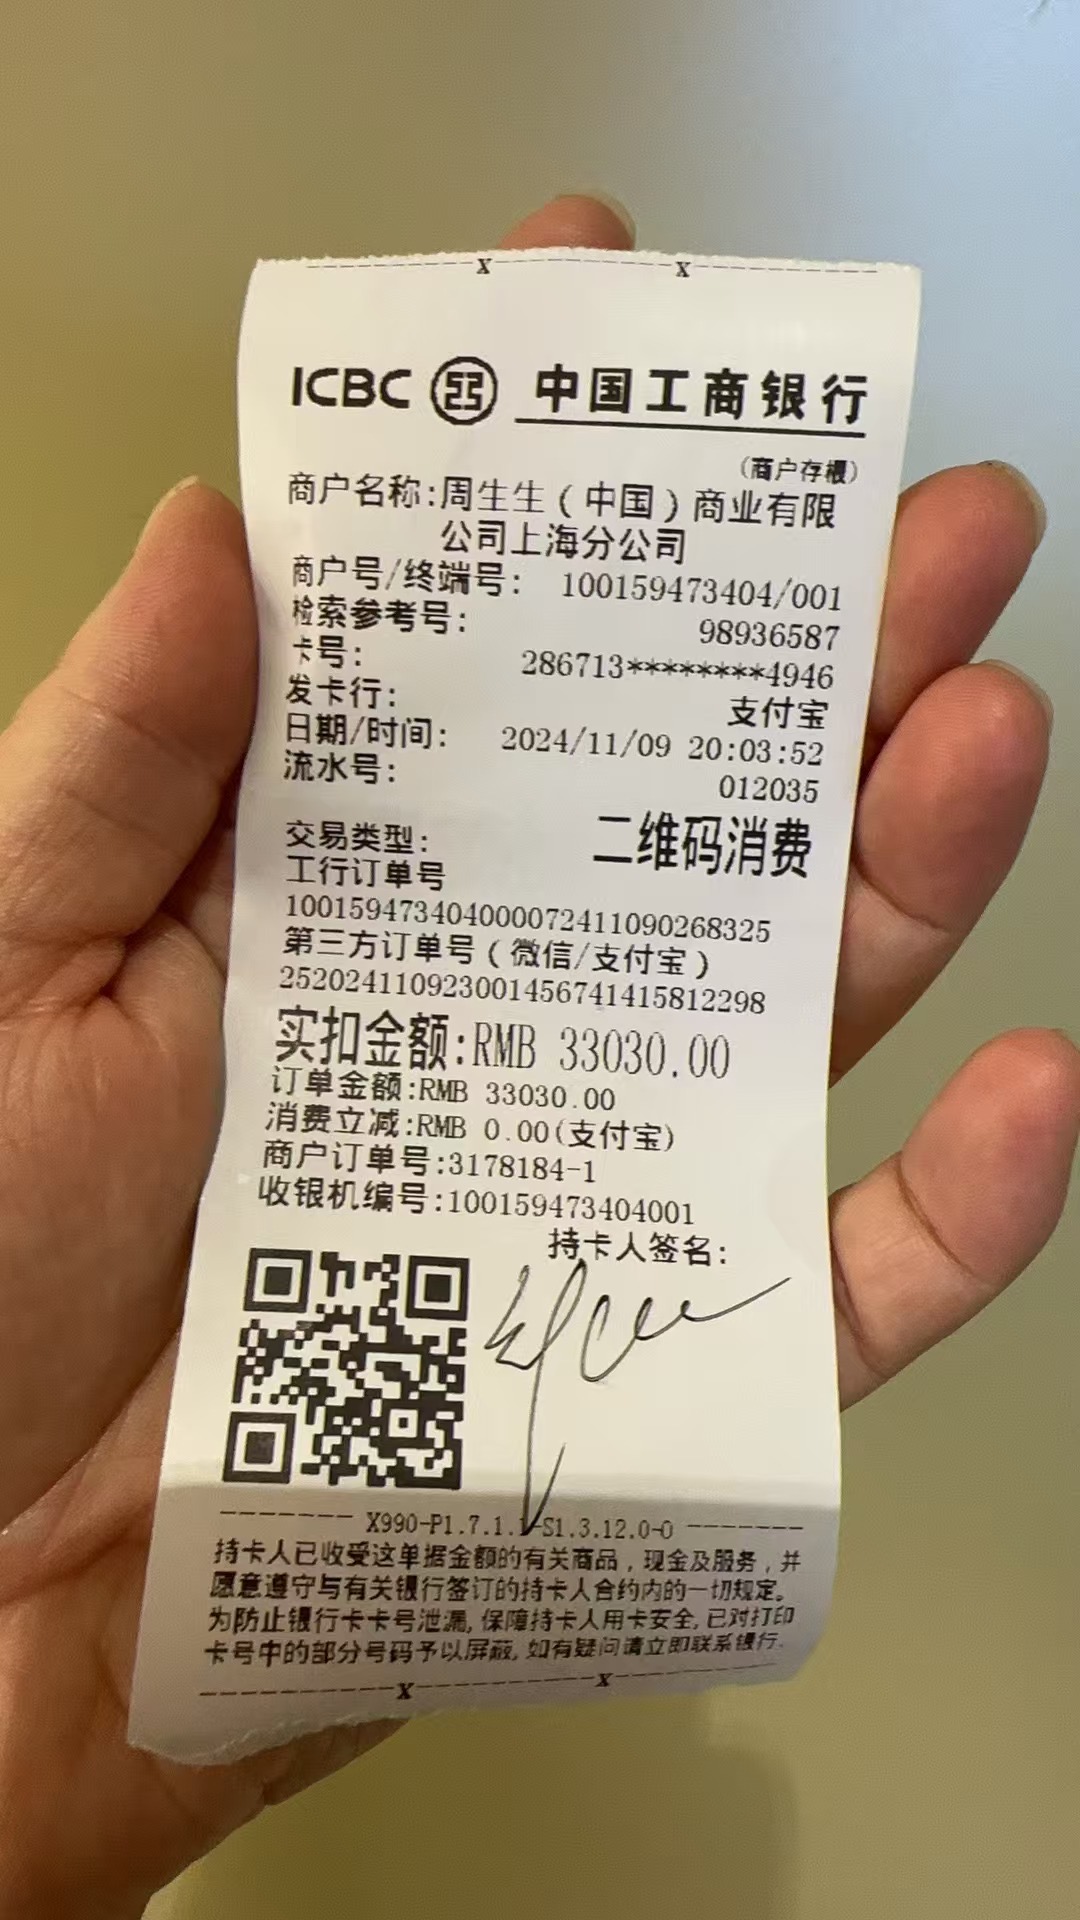 ICBC 中国工商银行
(商户存根)
商户名称:周生生(中国)商业有限
公司上海分公司
商户号/终端号: 100159473404/001
检索参考号: 98936587
卡号: 286713********4946
发卡行: 支付宝
日期/时间: 2024/11/09 20:03:52
流水号: 012035
交易类型: 二维码消费
工行订单号
100159473404000072411090268325
第三方订单号(微信/支付宝)
2520241109230014567414158122​98
实扣金额:RMB 33030.00
订单金额:RMB 33030.00
消费立减:RMB 0.00(支付宝)
商户订单号:3178184-1
收银机编号:100159473404001
持卡人签名:
X990-P1.7.1.1-S1.3.12.0-0
持卡人已收受这单据金额的有关商品，现金及服务，并
愿意遵守与有关银行签订的持卡人合约内的一切规定。
为防止银行卡卡号泄漏,保障持卡人用卡安全,已对打印
卡号中的部分号码予以屏蔽,如有疑问请立即联系银行.